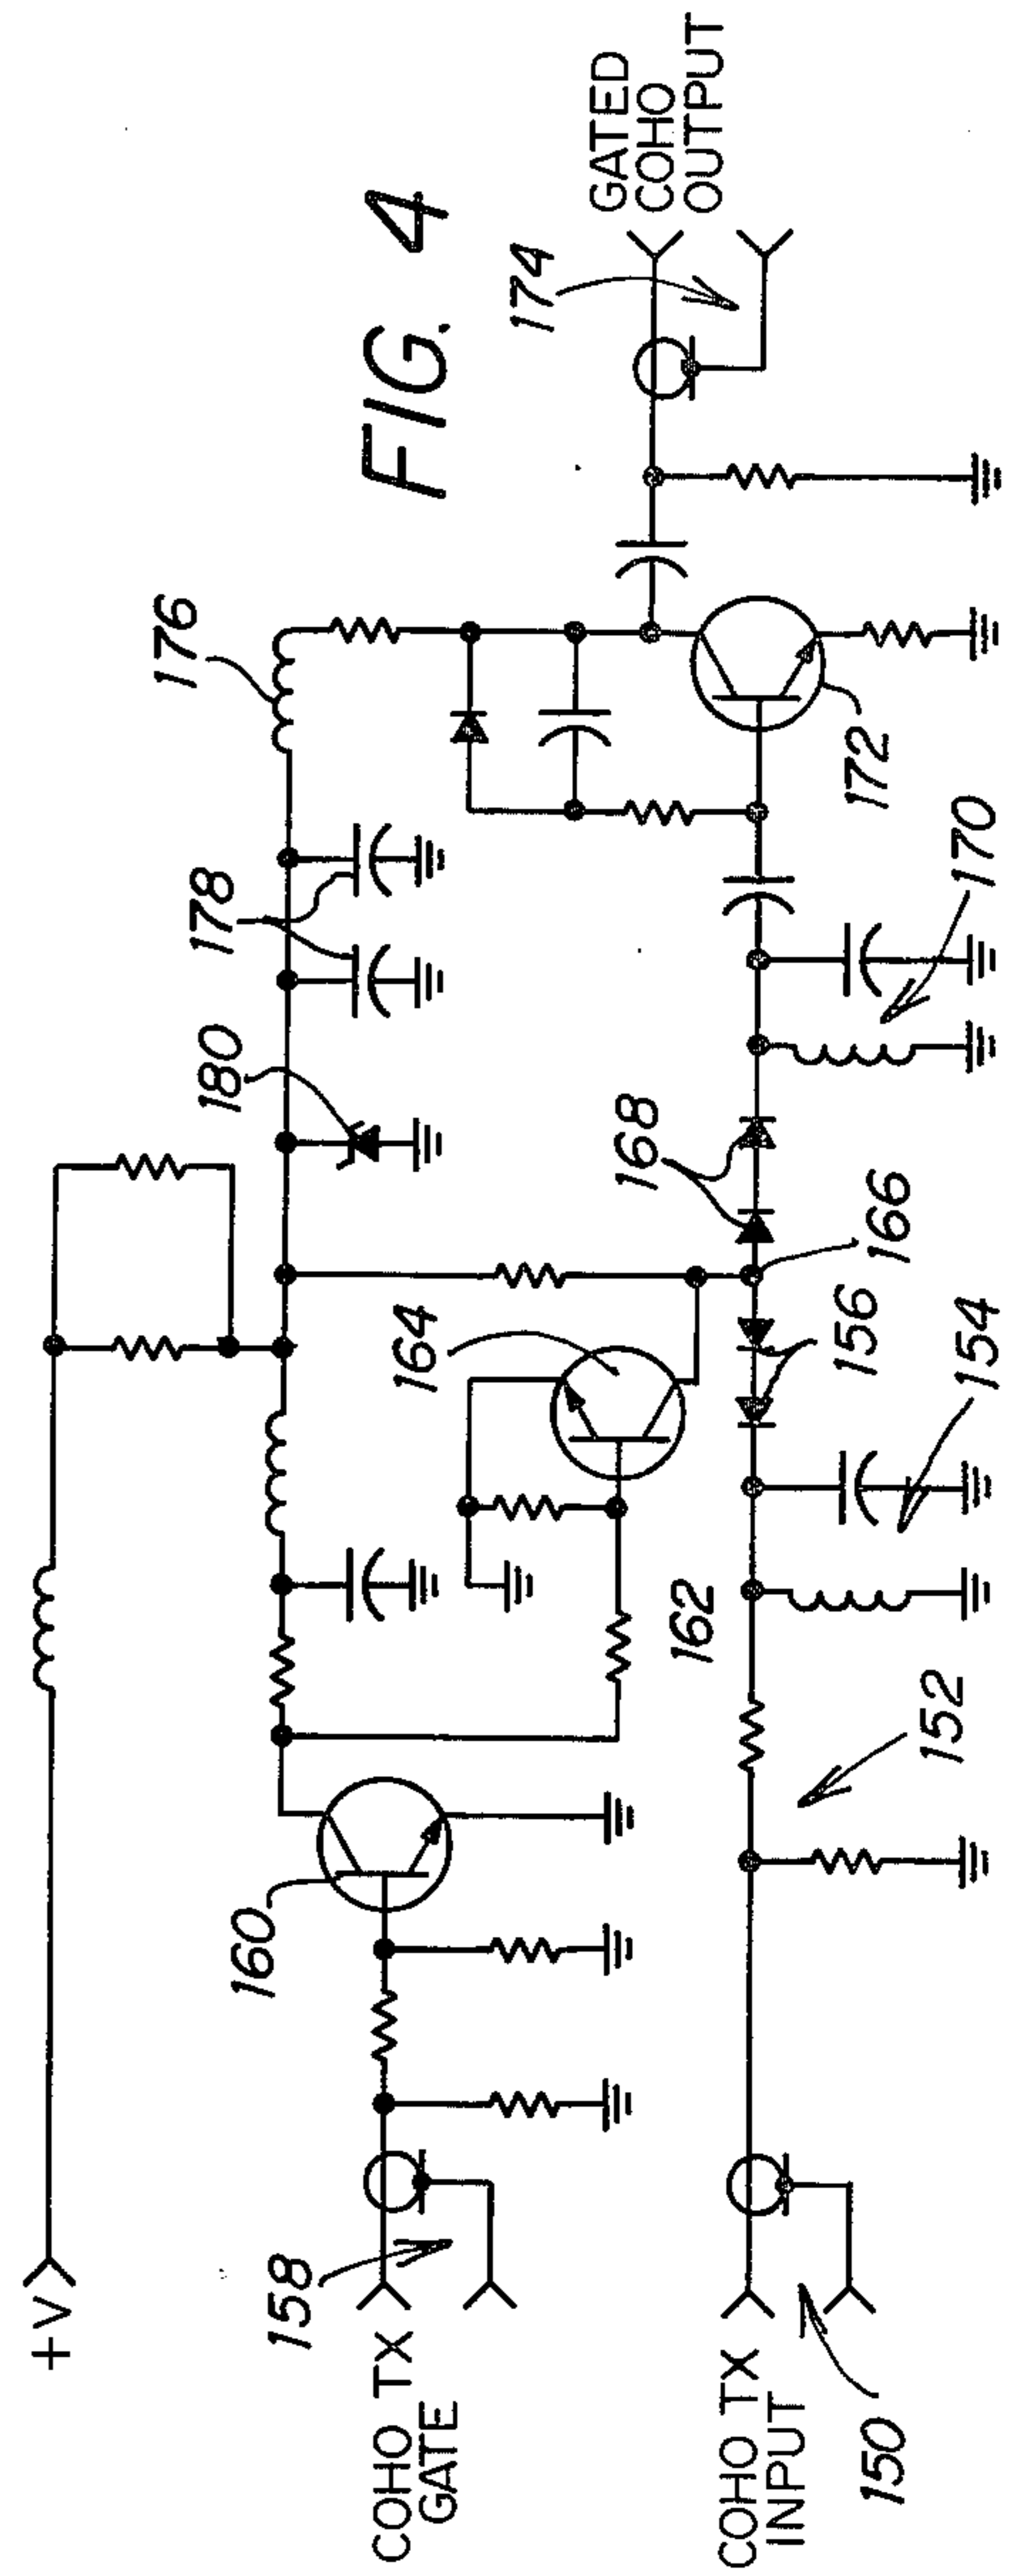 FIG. 4
+V
176
178
180
GATED
COHO
OUTPUT
174
COHO TX
GATE
158
160
164
162
172
168
166
170
156
154
152
COHO TX
INPUT
150